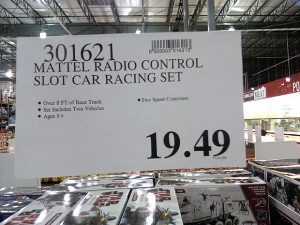 301621
MATTEL RADIO CONTROL
SLOT CAR RACING SET
• Over 8 FT of Race Track
• Set Includes Two Vehicles
• Ages 5+
• Two Speed Controllers
19.49